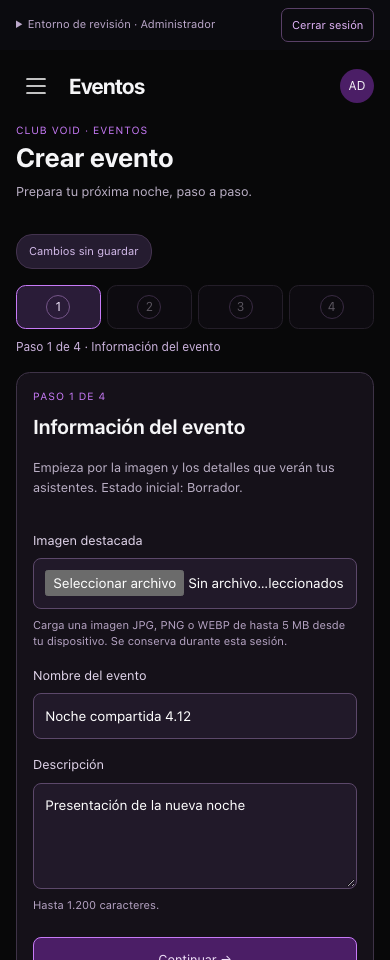 ▶ Entorno de revisión · Administrador
Cerrar sesión
Eventos
AD
CLUB VOID · EVENTOS
Crear evento
Prepara tu próxima noche, paso a paso.
Cambios sin guardar
1
2
3
4
Paso 1 de 4 · Información del evento
PASO 1 DE 4
Información del evento
Empieza por la imagen y los detalles que verán tus
asistentes. Estado inicial: Borrador.
Imagen destacada
Seleccionar archivo Sin archivo...leccionados
Carga una imagen JPG, PNG o WEBP de hasta 5 MB desde
tu dispositivo. Se conserva durante esta sesión.
Nombre del evento
Noche compartida 4.12
Descripción
Presentación de la nueva noche
Hasta 1.200 caracteres.
Continuar →